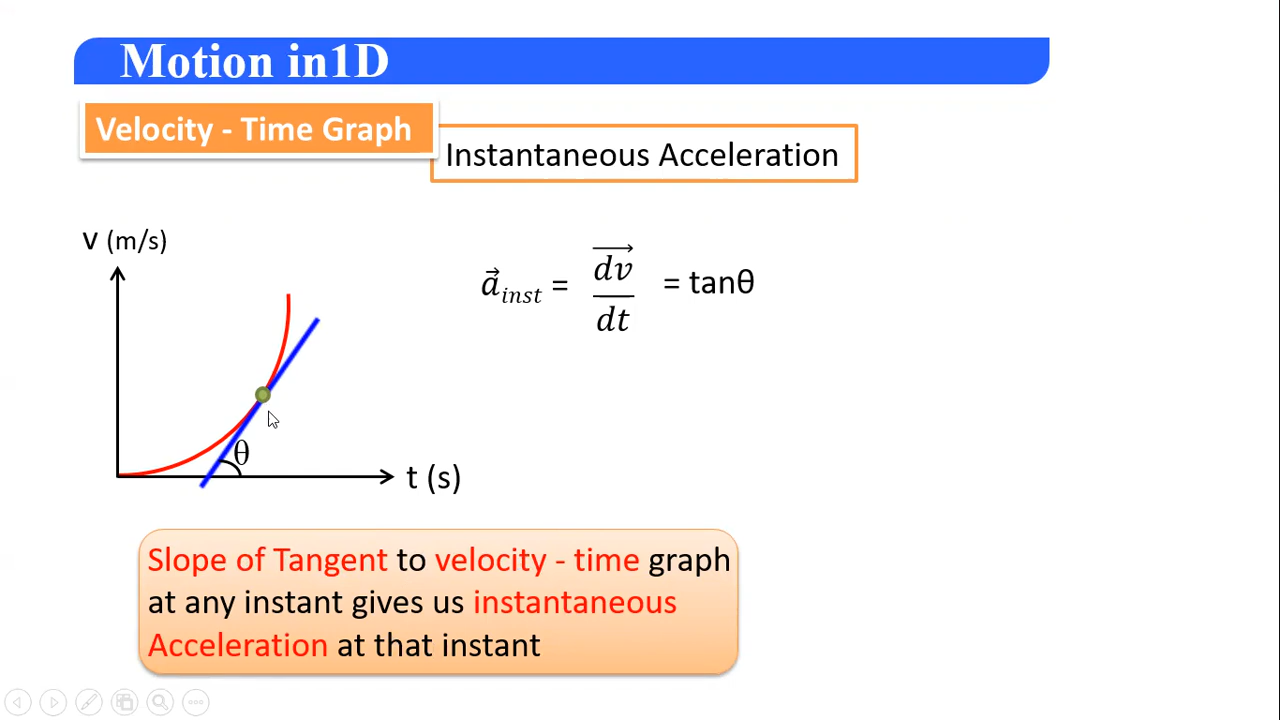 Motion in1D
Velocity - Time Graph
Instantaneous Acceleration
v (m/s)
θ
t (s)
a⃗ inst = dv⃗ / dt = tanθ
Slope of Tangent to velocity - time graph
at any instant gives us instantaneous
Acceleration at that instant